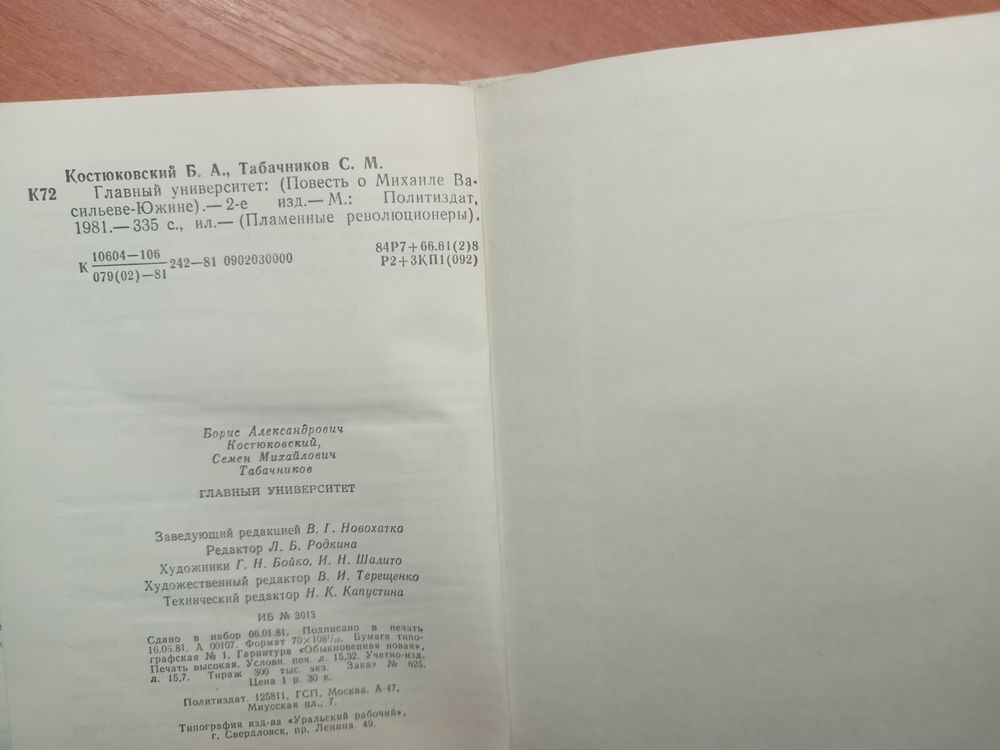 Костюковский Б. А., Табачников С. М.
К72 Главный университет: (Повесть о Михаиле Ва-
сильеве-Южине).— 2-е изд.— М.: Политиздат,
1981.— 335 с., ил.— (Пламенные революционеры).
К 10604—106
079(02)—81 242—81 0902030000
84Р7+66.61(2)8
Р2+3КП1(092)
Борис Александрович
Костюковский,
Семен Михайлович
Табачников
ГЛАВНЫЙ УНИВЕРСИТЕТ
Заведующий редакцией В. Г. Новохатко
Редактор Л. Б. Родкина
Художники Г. Н. Бойко, И. Н. Шалито
Художественный редактор В. И. Терещенко
Технический редактор Н. К. Капустина
ИБ № 3013
Сдано в набор 06.01.81. Подписано в печать
16.06.81. А 00107. Формат 70×108¹/₃₂. Бумага типо-
графская № 1. Гарнитура «Обыкновенная новая».
Печать высокая. Условн. печ. л. 15,32. Учетно-изд.
л. 15,7. Тираж 300 тыс. экз. Заказ № 625.
Цена 1 р. 30 к.
Политиздат. 125811, ГСП, Москва, А-47,
Миусская пл., 7.
Типография изд-ва «Уральский рабочий»,
г. Свердловск, пр. Ленина, 49.